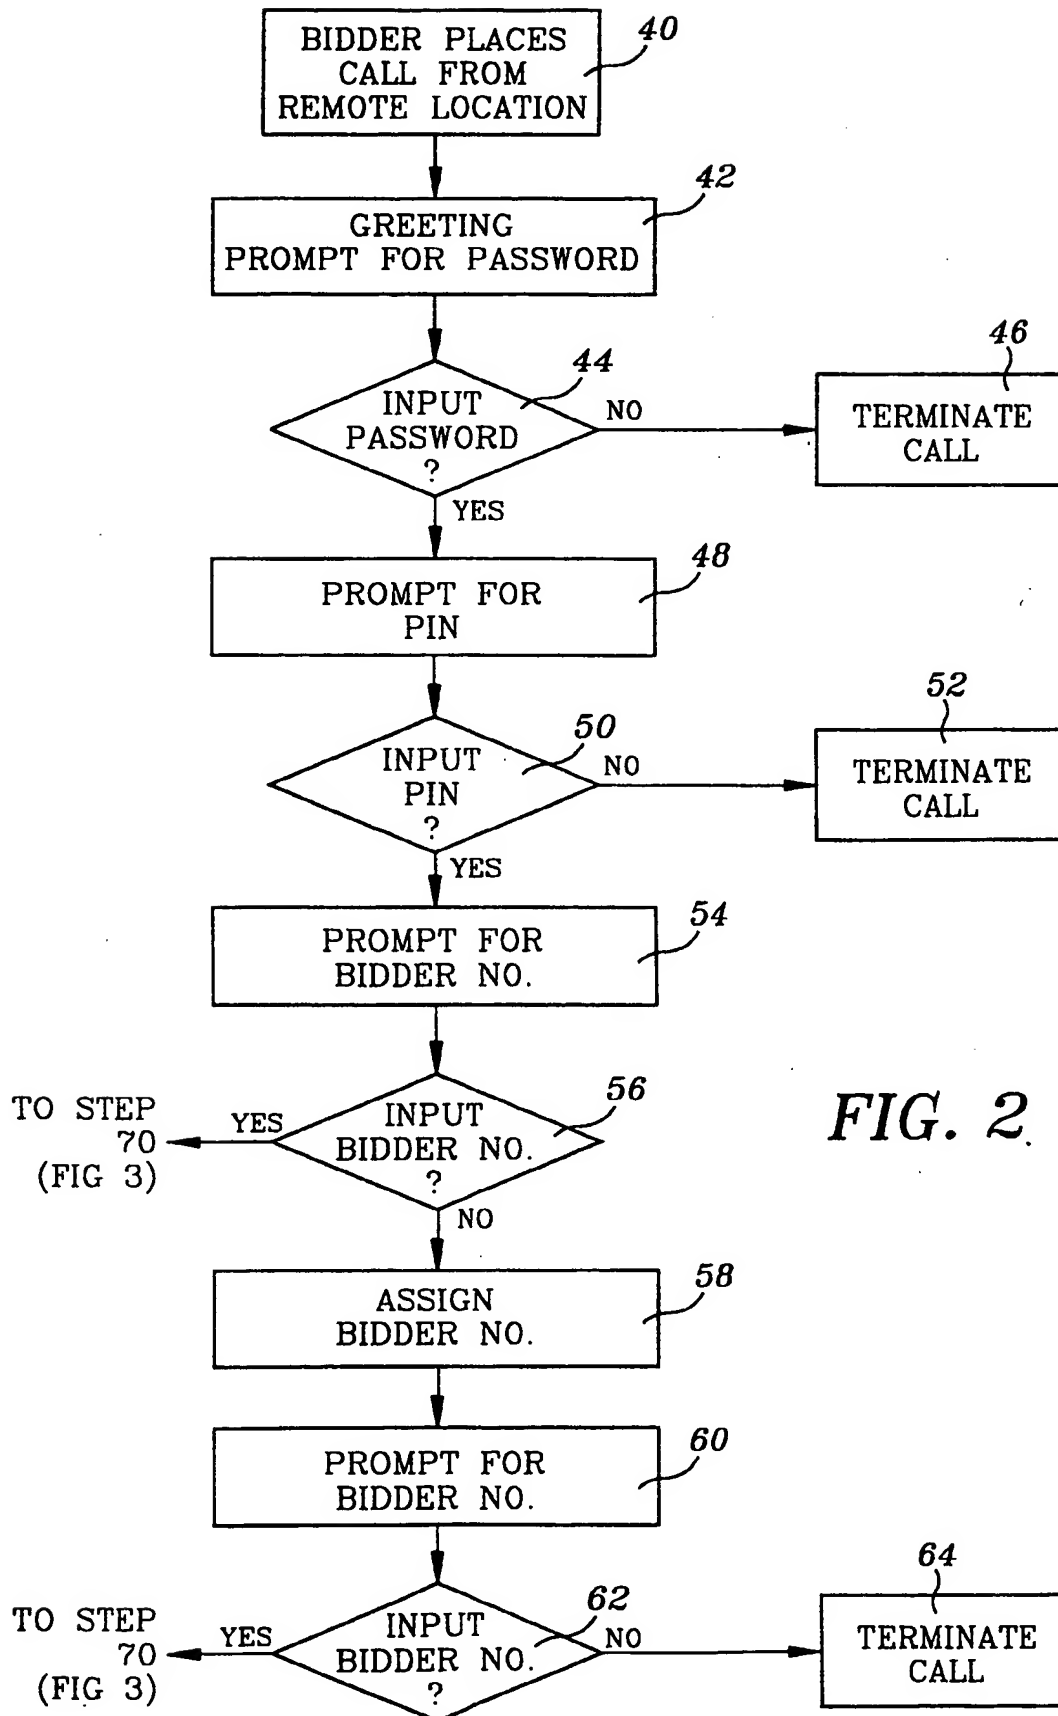 BIDDER PLACES
CALL FROM
REMOTE LOCATION
40
GREETING
PROMPT FOR PASSWORD
42
INPUT
PASSWORD
?
44
NO
YES
TERMINATE
CALL
46
PROMPT FOR
PIN
48
INPUT
PIN
?
50
NO
YES
TERMINATE
CALL
52
PROMPT FOR
BIDDER NO.
54
INPUT
BIDDER NO.
?
56
YES
TO STEP
70
(FIG 3)
NO
FIG. 2
ASSIGN
BIDDER NO.
58
PROMPT FOR
BIDDER NO.
60
INPUT
BIDDER NO.
?
62
YES
TO STEP
70
(FIG 3)
NO
TERMINATE
CALL
64